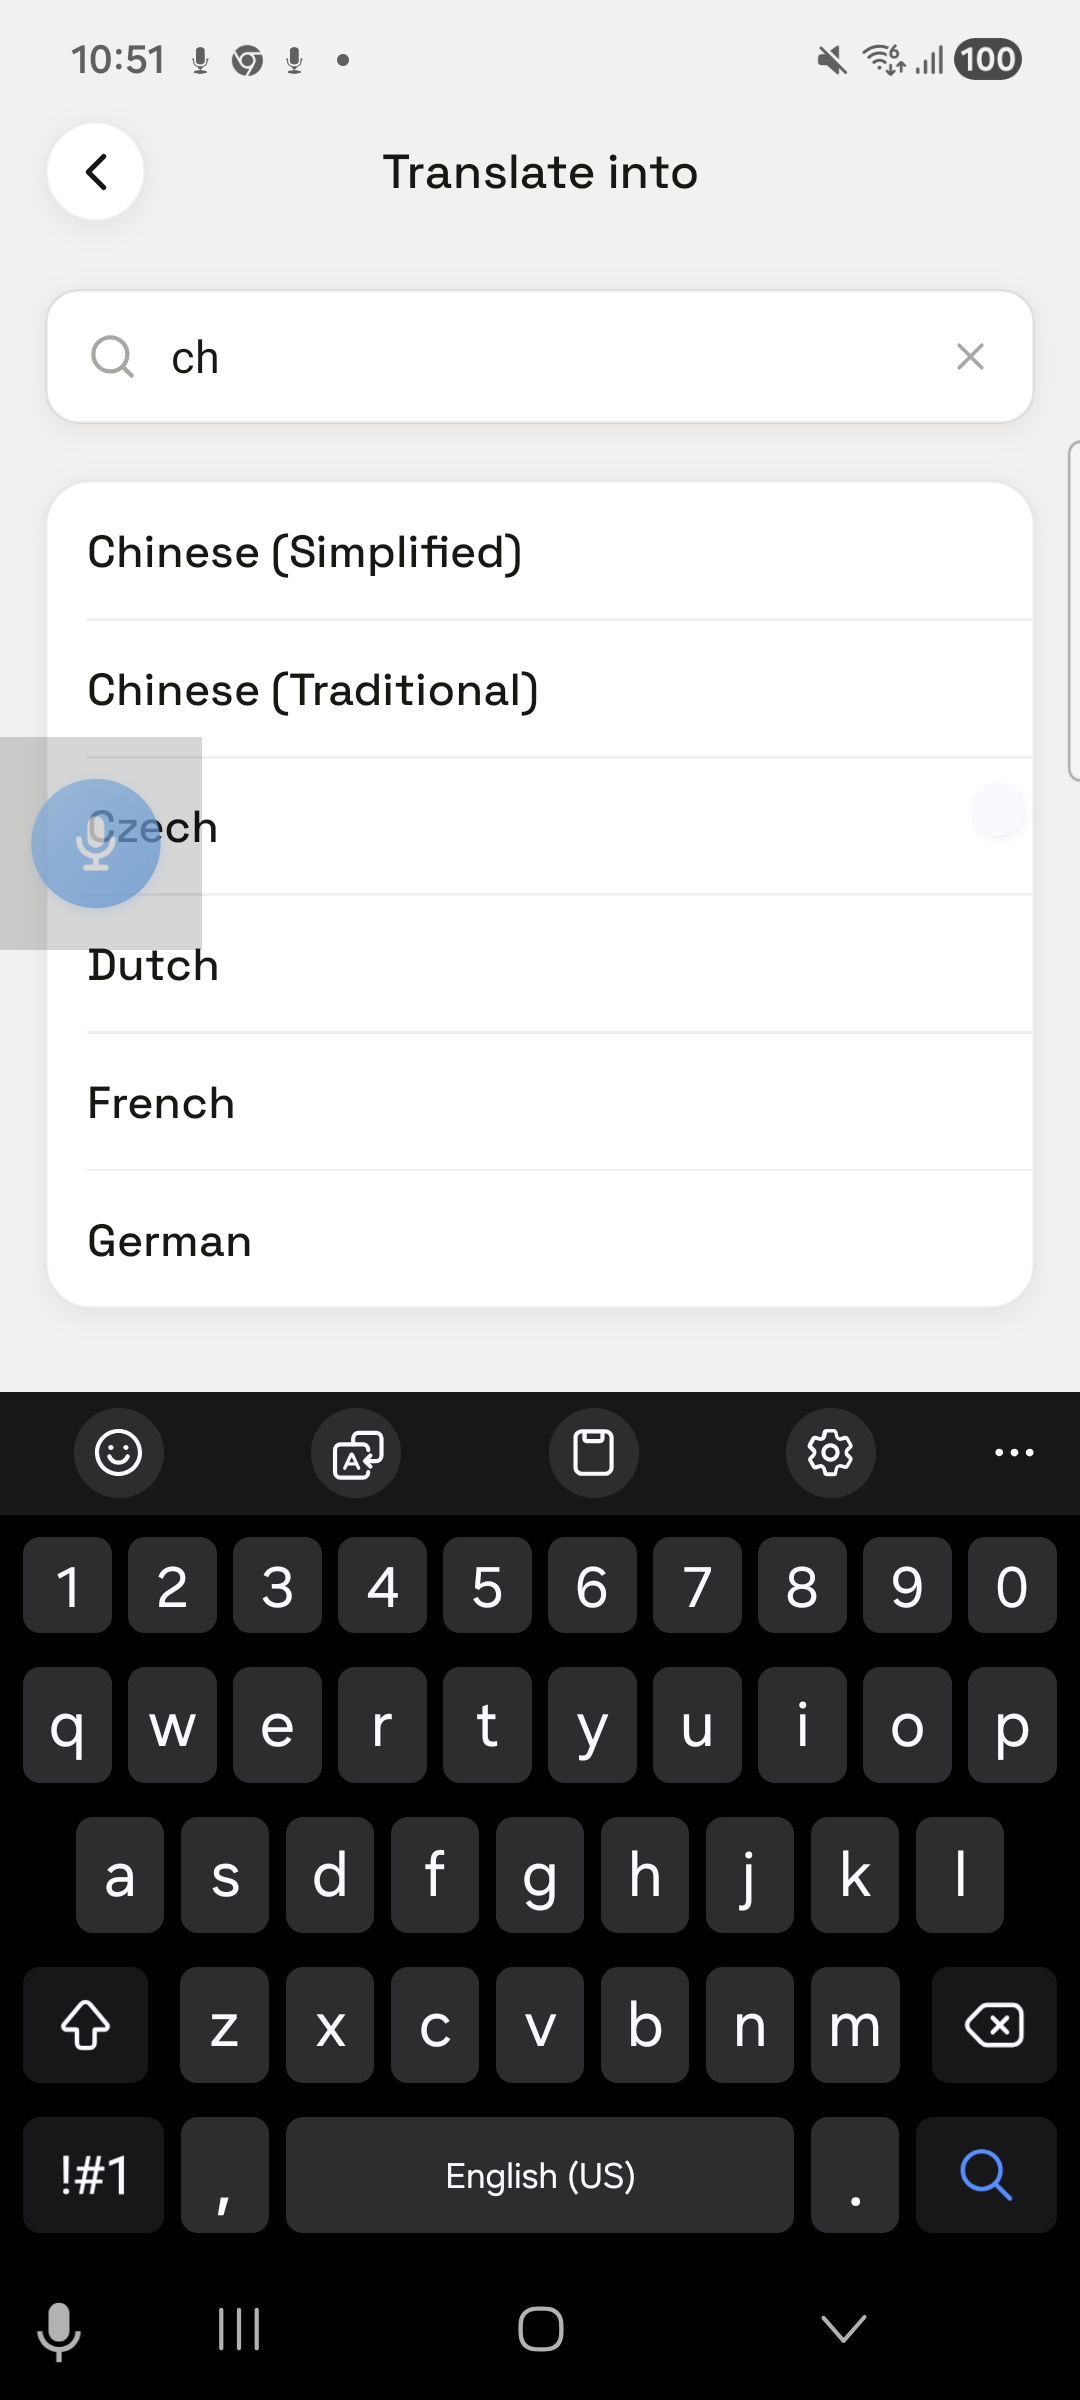 10:51
6
100
Translate into
ch
Chinese (Simplified)
Chinese (Traditional)
Czech
Dutch
French
German
A
1 2 3 4 5 6 7 8 9 0
q w e r t y u i o p
a s d f g h j k l
z x c v b n m
!#1 , English (US) .